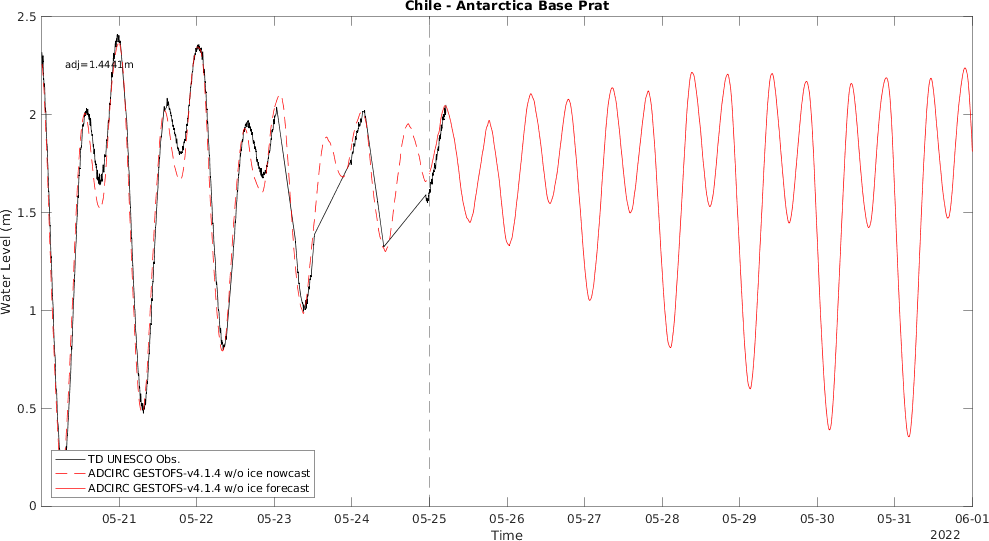 Chile - Antarctica Base Prat
2.5
adj=1.4441m
2
1.5
Water Level (m)
1
0.5
TD UNESCO Obs.
ADCIRC GESTOFS-v4.1.4 w/o ice nowcast
ADCIRC GESTOFS-v4.1.4 w/o ice forecast
0
05-21 05-22 05-23 05-24 05-25 05-26 05-27 05-28 05-29 05-30 05-31 06-01
Time 2022